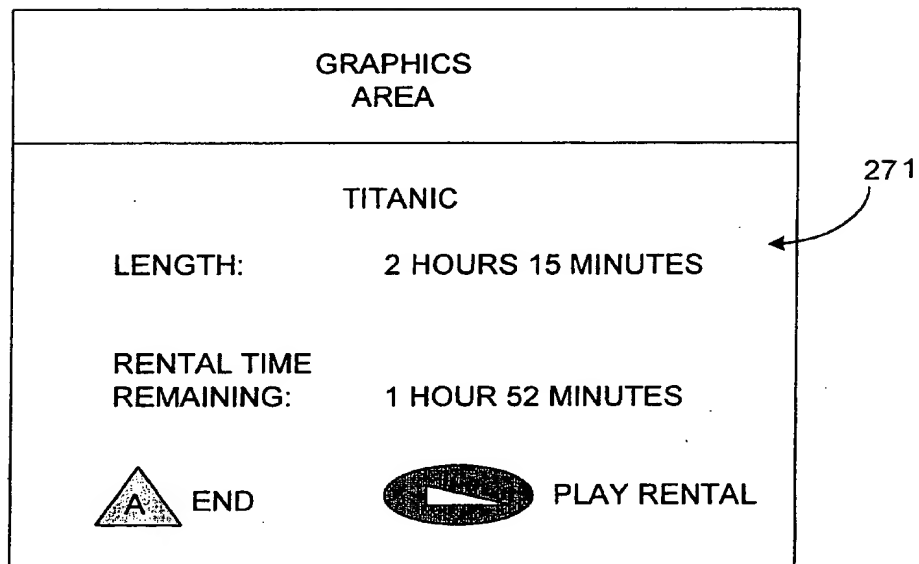 GRAPHICS
AREA
271
TITANIC
LENGTH: 2 HOURS 15 MINUTES
RENTAL TIME
REMAINING: 1 HOUR 52 MINUTES
A END PLAY RENTAL